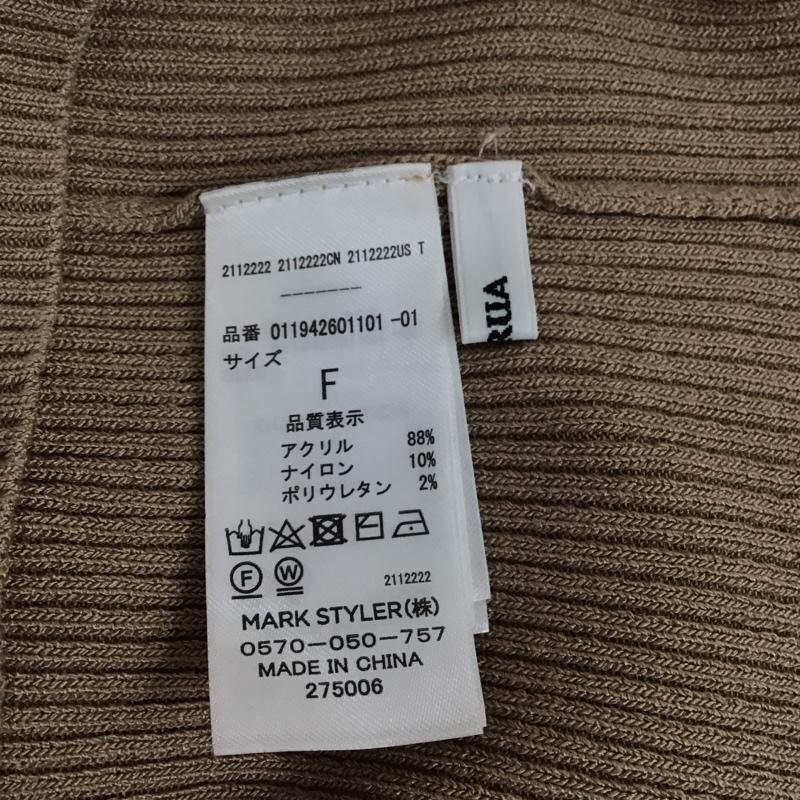 2112222 2112222CN 2112222US T
-------
品番 011942601101 -01
サイズ
F
品質表示
アクリル 88%
ナイロン 10%
ポリウレタン 2%
F W
2112222
MARK STYLER(株)
0570-050-757
MADE IN CHINA
275006
RUA